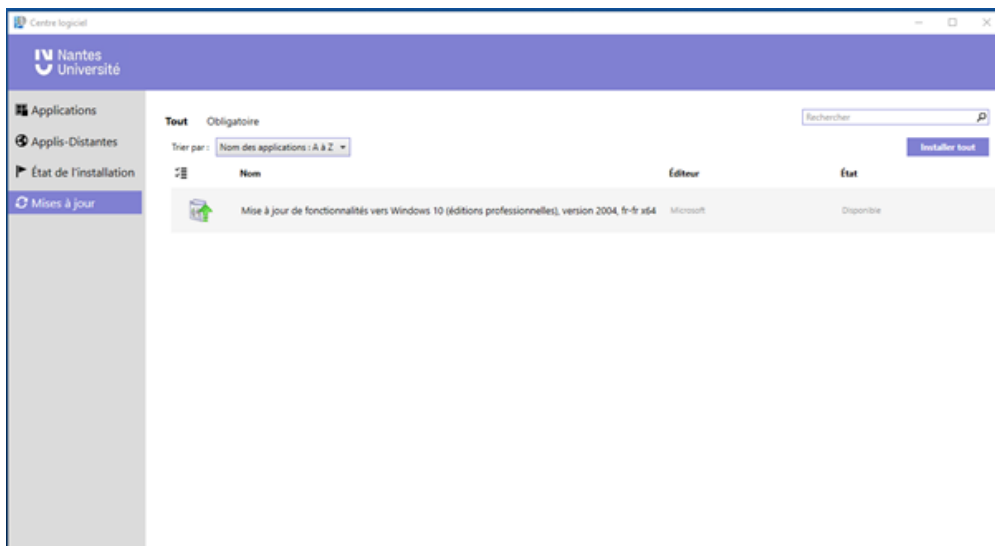 Centre logiciel
Nantes
Université
Applications
Applis-Distantes
État de l'installation
Mises à jour
Tout Obligatoire
Rechercher
Trier par : Nom des applications : A à Z
Installer tout
Nom Éditeur État
Mise à jour de fonctionnalités vers Windows 10 (éditions professionnelles), version 2004, fr-fr x64 Microsoft Disponible